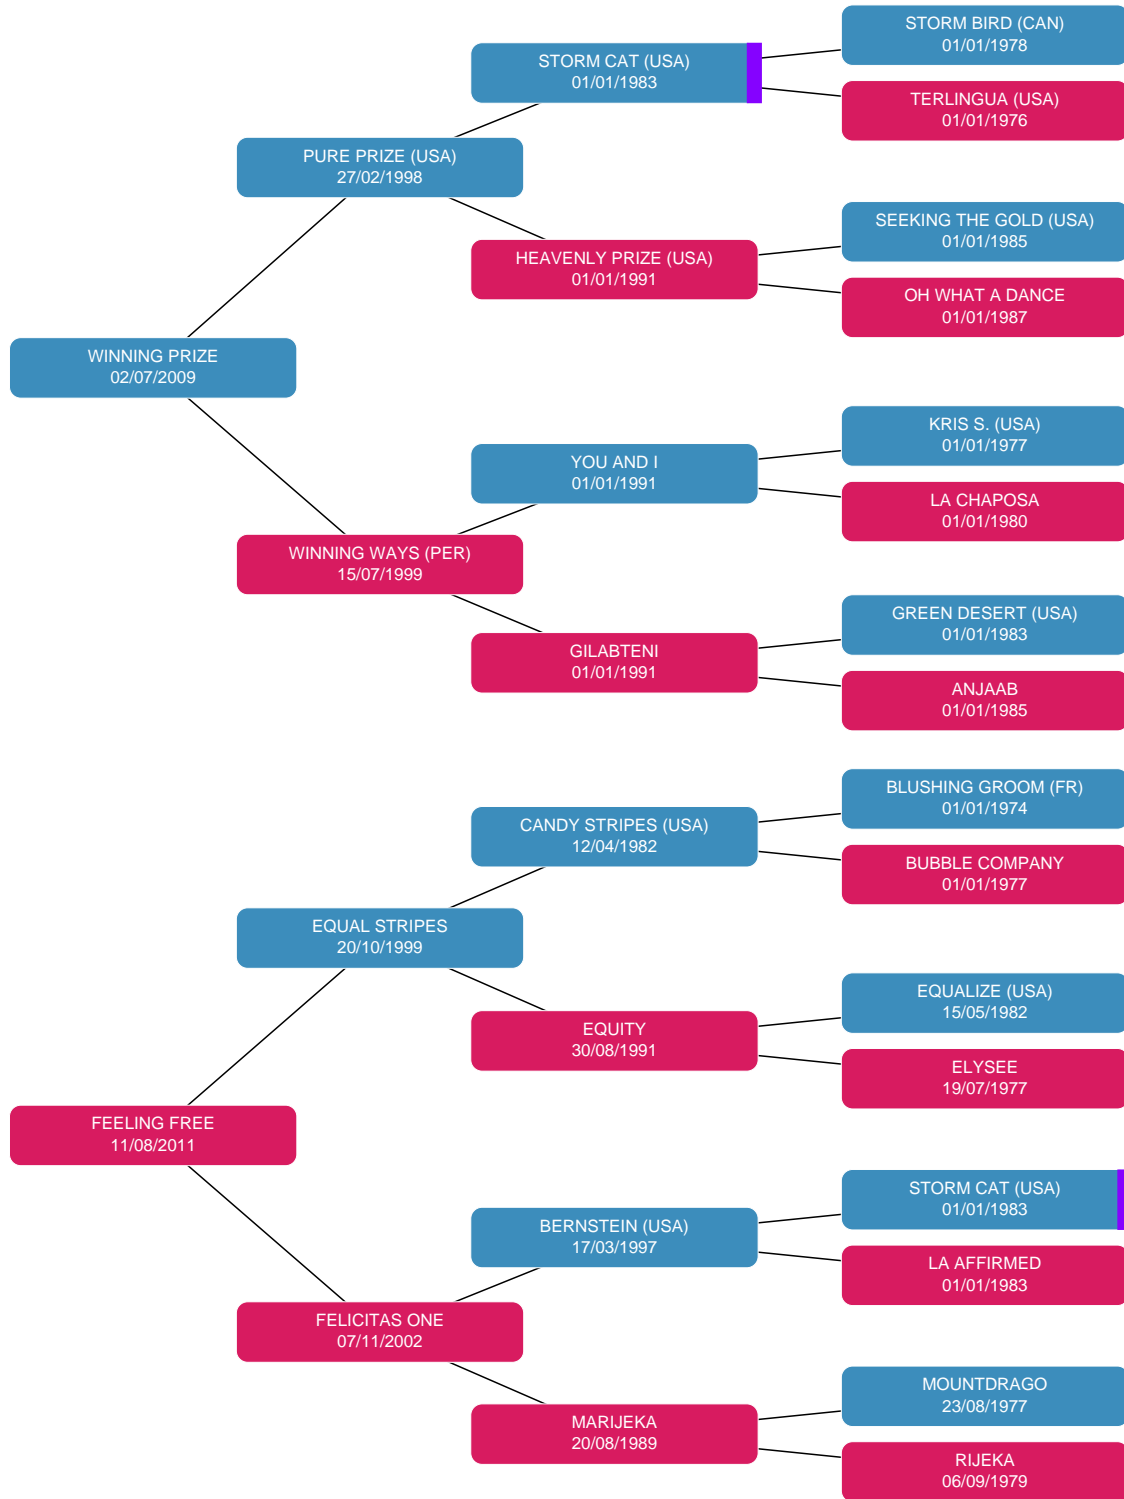 STORM BIRD (CAN)
01/01/1978
STORM CAT (USA)
01/01/1983
TERLINGUA (USA)
01/01/1976
PURE PRIZE (USA)
27/02/1998
SEEKING THE GOLD (USA)
01/01/1985
HEAVENLY PRIZE (USA)
01/01/1991
OH WHAT A DANCE
01/01/1987
WINNING PRIZE
02/07/2009
KRIS S. (USA)
01/01/1977
YOU AND I
01/01/1991
LA CHAPOSA
01/01/1980
WINNING WAYS (PER)
15/07/1999
GREEN DESERT (USA)
01/01/1983
GILABTENI
01/01/1991
ANJAAB
01/01/1985
BLUSHING GROOM (FR)
01/01/1974
CANDY STRIPES (USA)
12/04/1982
BUBBLE COMPANY
01/01/1977
EQUAL STRIPES
20/10/1999
EQUALIZE (USA)
15/05/1982
EQUITY
30/08/1991
ELYSEE
19/07/1977
FEELING FREE
11/08/2011
STORM CAT (USA)
01/01/1983
BERNSTEIN (USA)
17/03/1997
LA AFFIRMED
01/01/1983
FELICITAS ONE
07/11/2002
MOUNTDRAGO
23/08/1977
MARIJEKA
20/08/1989
RIJEKA
06/09/1979